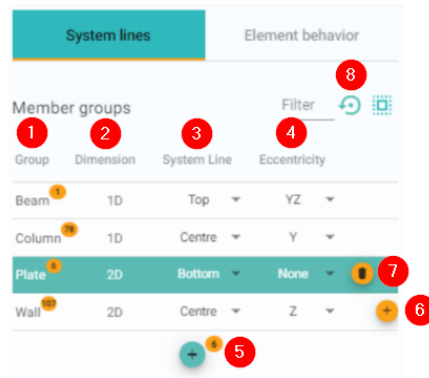 System lines Element behavior
8
Member groups Filter
1 2 3 4
Group Dimension System Line Eccentricity
Beam 1 1D Top YZ
Column 78 1D Centre Y
Plate 6 2D Bottom None 7
Wall 107 2D Centre Z + 6
+ 6 5